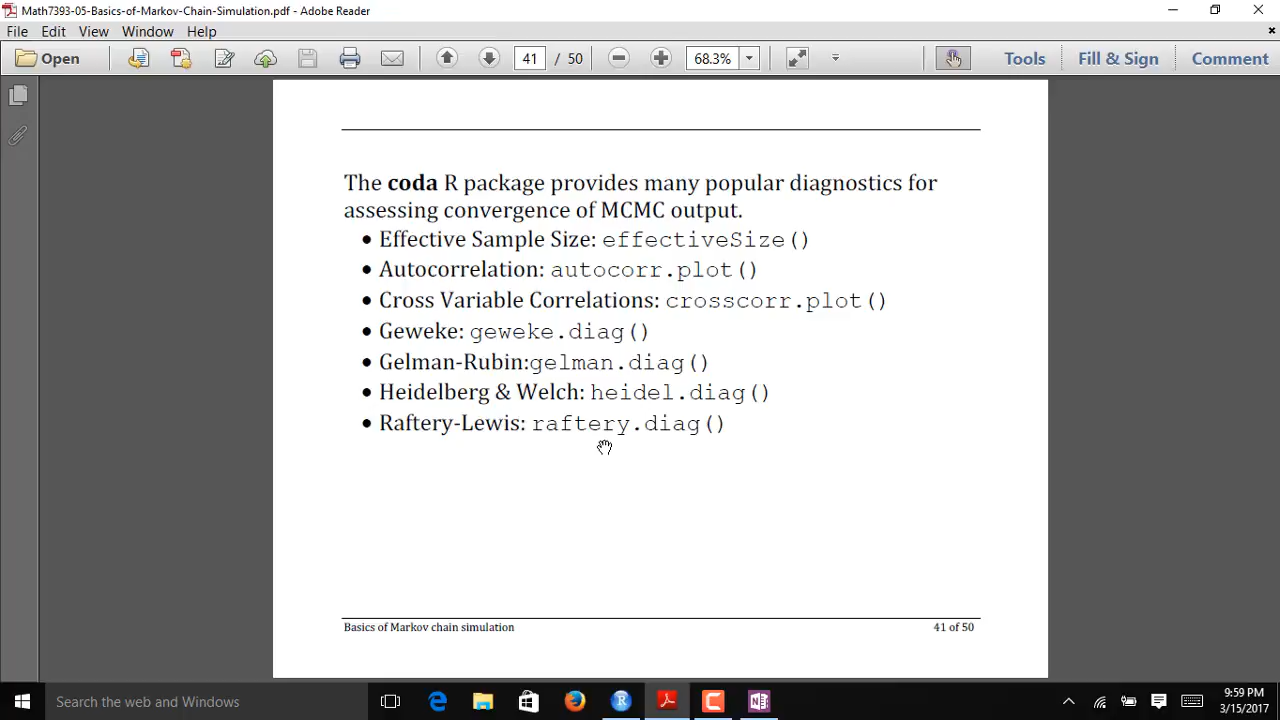 Math7393-05-Basics-of-Markov-Chain-Simulation.pdf - Adobe Reader
File Edit View Window Help
Open 41 / 50 68.3% Tools Fill & Sign Comment
The coda R package provides many popular diagnostics for
assessing convergence of MCMC output.
• Effective Sample Size: effectiveSize()
• Autocorrelation: autocorr.plot()
• Cross Variable Correlations: crosscorr.plot()
• Geweke: geweke.diag()
• Gelman-Rubin:gelman.diag()
• Heidelberg & Welch: heidel.diag()
• Raftery-Lewis: raftery.diag()
Basics of Markov chain simulation 41 of 50
Search the web and Windows
9:59 PM
3/15/2017